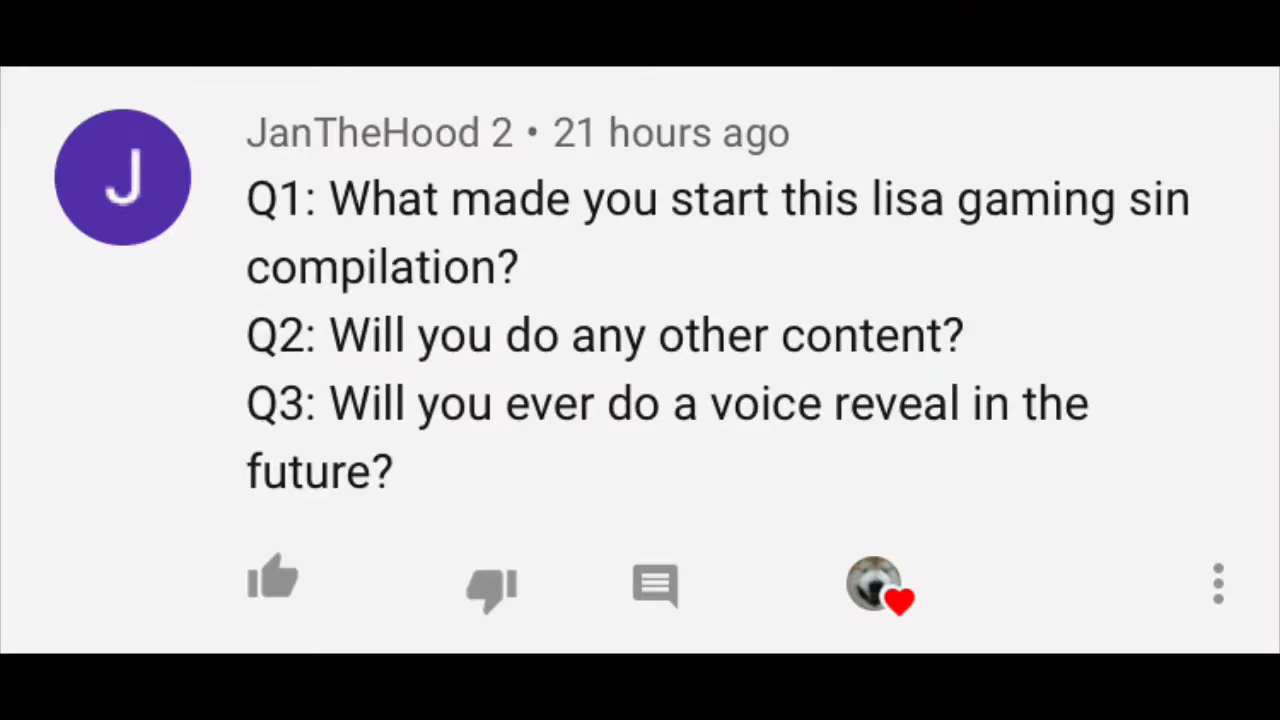 JanTheHood 2 • 21 hours ago
Q1: What made you start this lisa gaming sin
compilation?
Q2: Will you do any other content?
Q3: Will you ever do a voice reveal in the
future?
J